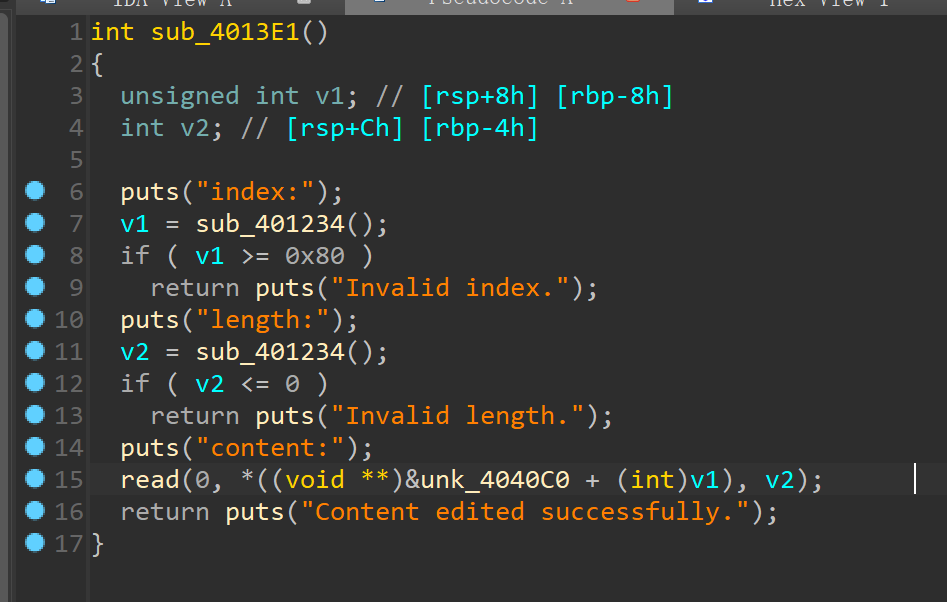 IDA View A Pseudocode A Hex View 1
1 int sub_4013E1()
2 {
3   unsigned int v1; // [rsp+8h] [rbp-8h]
4   int v2; // [rsp+Ch] [rbp-4h]
5
6   puts("index:");
7   v1 = sub_401234();
8   if ( v1 >= 0x80 )
9     return puts("Invalid index.");
10   puts("length:");
11   v2 = sub_401234();
12   if ( v2 <= 0 )
13     return puts("Invalid length.");
14   puts("content:");
15   read(0, *((void **)&unk_4040C0 + (int)v1), v2);
16   return puts("Content edited successfully.");
17 }